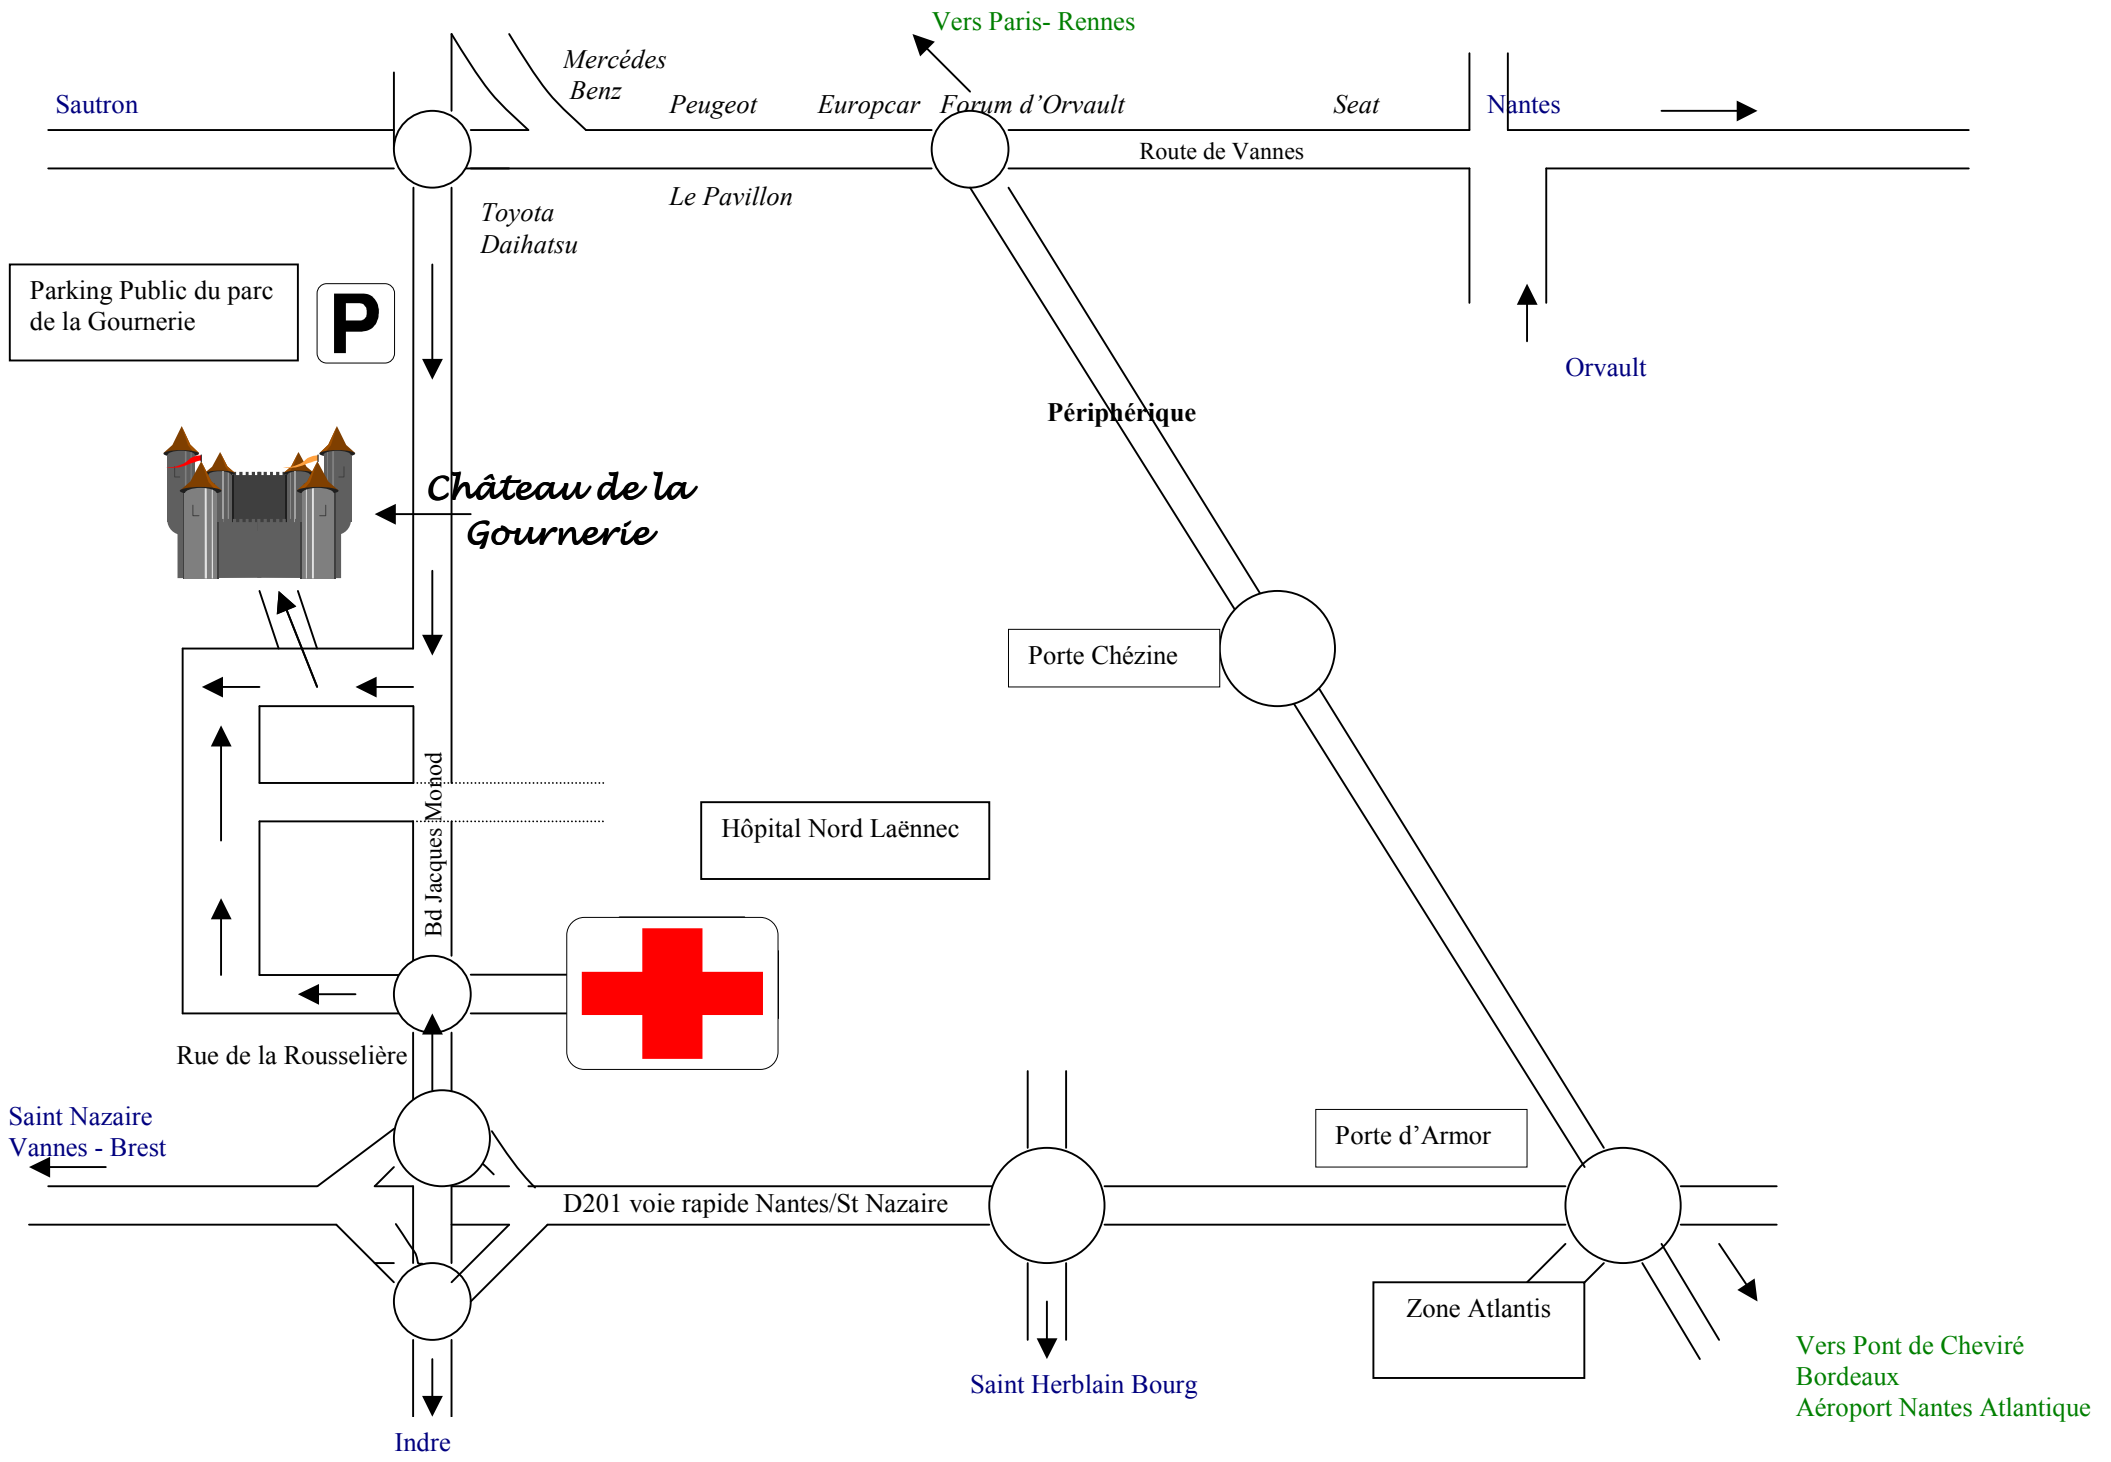 Vers Paris- Rennes
Mercédes
Benz
Sautron
Peugeot
Europcar
Forum d’Orvault
Seat
Nantes
Route de Vannes
Le Pavillon
Toyota
Daihatsu
Parking Public du parc
de la Gournerie
P
Orvault
Périphérique
Château de la
Gournerie
Porte Chézine
Bd Jacques Monod
Hôpital Nord Laënnec
Rue de la Rousselière
Saint Nazaire
Vannes - Brest
Porte d’Armor
D201 voie rapide Nantes/St Nazaire
Zone Atlantis
Saint Herblain Bourg
Vers Pont de Cheviré
Bordeaux
Aéroport Nantes Atlantique
Indre